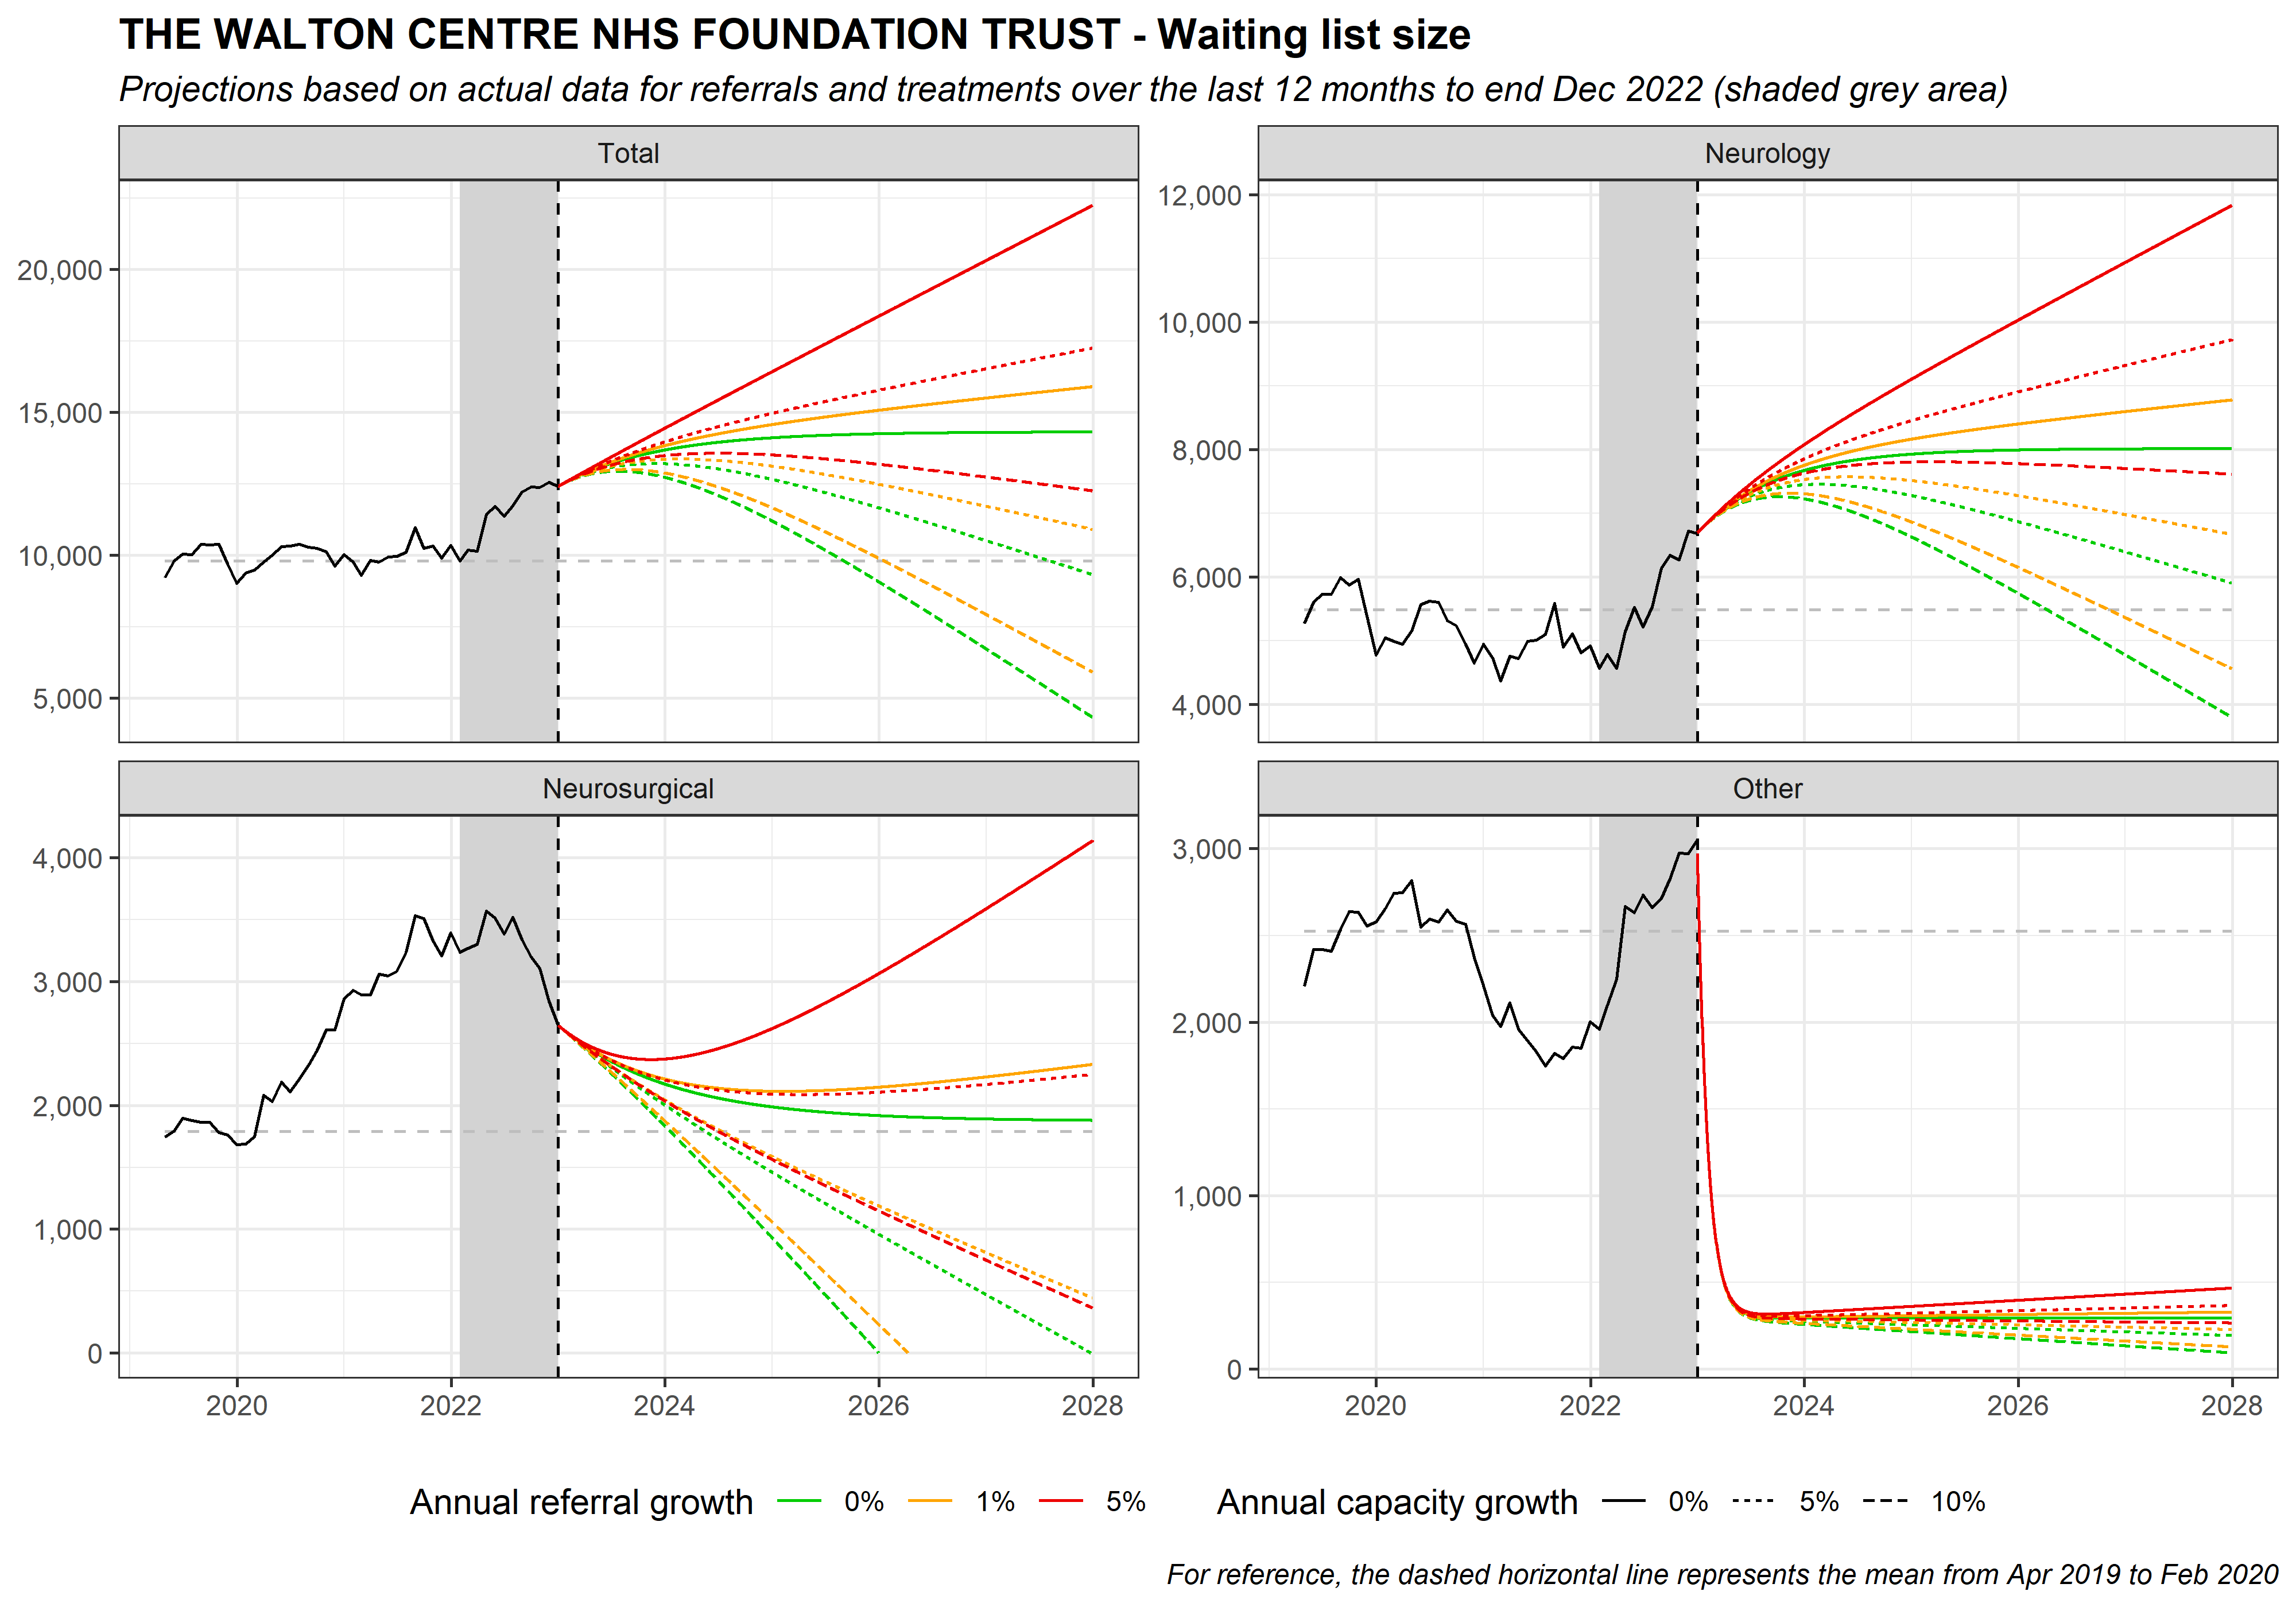 THE WALTON CENTRE NHS FOUNDATION TRUST - Waiting list size
Projections based on actual data for referrals and treatments over the last 12 months to end Dec 2022 (shaded grey area)
Total
20,000
15,000
10,000
5,000
Neurology
12,000
10,000
8,000
6,000
4,000
Neurosurgical
4,000
3,000
2,000
1,000
0
2020 2022 2024 2026 2028
Other
3,000
2,000
1,000
0
2020 2022 2024 2026 2028
Annual referral growth 0% 1% 5%
Annual capacity growth 0% 5% 10%
For reference, the dashed horizontal line represents the mean from Apr 2019 to Feb 2020